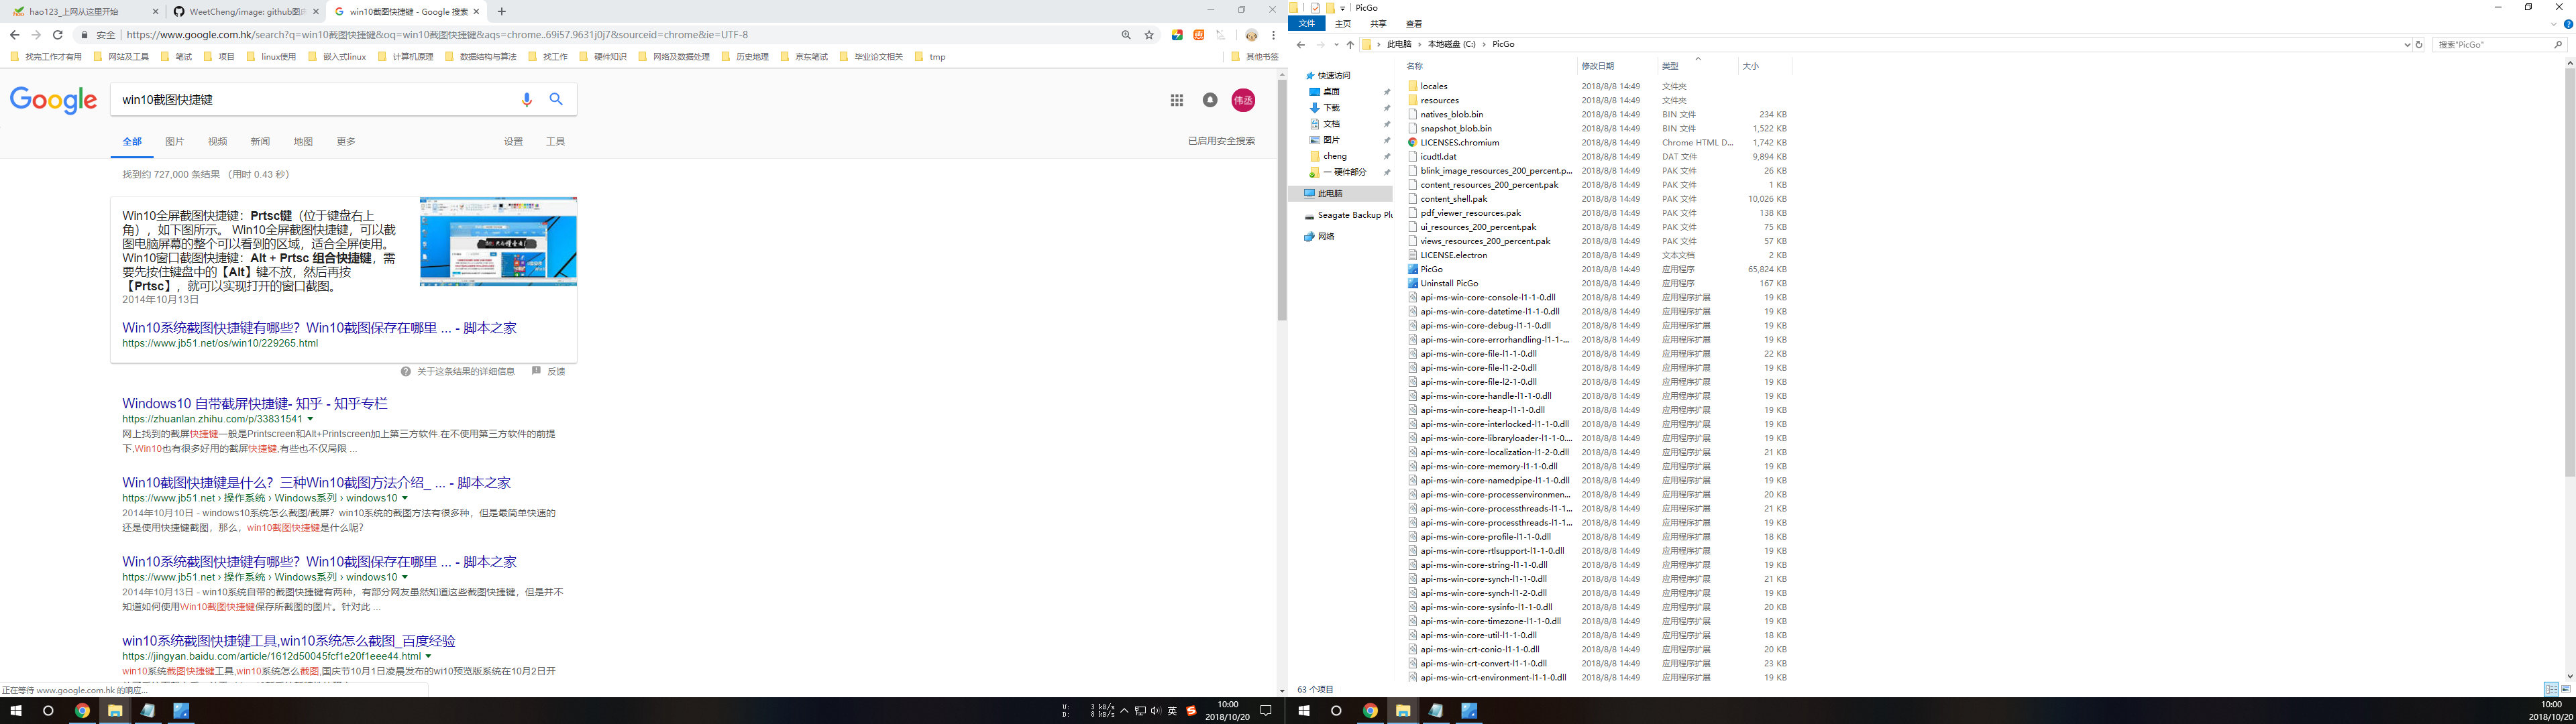 hao123_上网从这里开始
WeetCheng/image: github图床
win10截图快捷键 - Google 搜索
安全 | https://www.google.com.hk/search?q=win10截图快捷键&oq=win10截图快捷键&aqs=chrome..69i57.9631j0j7&sourceid=chrome&ie=UTF-8
找完工作才有用 网站及工具 笔试 项目 linux使用 嵌入式linux 计算机原理 数据结构与算法 找工作 硬件知识 网络及数据处理 历史地理 京东笔试 毕业论文相关 tmp 其他书签
Google
win10截图快捷键
伟丞
全部 图片 视频 新闻 地图 更多 设置 工具
已启用安全搜索
找到约 727,000 条结果 （用时 0.43 秒）
Win10全屏截图快捷键：Prtsc键（位于键盘右上
角），如下图所示。 Win10全屏截图快捷键，可以截
图电脑屏幕的整个可以看到的区域，适合全屏使用。
Win10窗口截图快捷键：Alt + Prtsc 组合快捷键，需
要先按住键盘中的【Alt】键不放，然后再按
【Prtsc】，就可以实现打开的窗口截图。
2014年10月13日
Win10系统截图快捷键有哪些？Win10截图保存在哪里 ... - 脚本之家
https://www.jb51.net/os/win10/229265.html
关于这条结果的详细信息 反馈
Windows10 自带截屏快捷键- 知乎 - 知乎专栏
https://zhuanlan.zhihu.com/p/33831541
网上找到的截屏快捷键一般是Printscreen和Alt+Printscreen加上第三方软件.在不使用第三方软件的前提
下,Win10也有很多好用的截屏快捷键,有些也不仅局限 ...
Win10截图快捷键是什么？三种Win10截图方法介绍_ ... - 脚本之家
https://www.jb51.net › 操作系统 › Windows系列 › windows10
2014年10月10日 - windows10系统怎么截图/截屏？win10系统的截图方法有很多种，但是最简单快速的
还是使用快捷键截图，那么，win10截图快捷键是什么呢？
Win10系统截图快捷键有哪些？Win10截图保存在哪里 ... - 脚本之家
https://www.jb51.net › 操作系统 › Windows系列 › windows10
2014年10月13日 - win10系统自带的截图快捷键有两种，有部分网友虽然知道这些截图快捷键，但是并不
知道如何使用Win10截图快捷键保存所截图的图片。针对此 ...
win10系统截图快捷键工具,win10系统怎么截图_百度经验
https://jingyan.baidu.com/article/1612d50045fcf1e20f1eee44.html
win10系统截图快捷键工具,win10系统怎么截图,国庆节10月1日凌晨发布的wi10预览版系统在10月2日开
正在等待 www.google.com.hk 的响应...
U: 3 kB/s
D: 8 kB/s
英
10:00
2018/10/20
PicGo
文件 主页 共享 查看
此电脑 › 本地磁盘 (C:) › PicGo
搜索"PicGo"
快速访问
桌面
下载
文档
图片
cheng
一 硬件部分
此电脑
Seagate Backup Plu
网络
名称 修改日期 类型 大小
locales 2018/8/8 14:49 文件夹
resources 2018/8/8 14:49 文件夹
natives_blob.bin 2018/8/8 14:49 BIN 文件 234 KB
snapshot_blob.bin 2018/8/8 14:49 BIN 文件 1,522 KB
LICENSES.chromium 2018/8/8 14:49 Chrome HTML D... 1,742 KB
icudtl.dat 2018/8/8 14:49 DAT 文件 9,894 KB
blink_image_resources_200_percent.p... 2018/8/8 14:49 PAK 文件 26 KB
content_resources_200_percent.pak 2018/8/8 14:49 PAK 文件 1 KB
content_shell.pak 2018/8/8 14:49 PAK 文件 10,026 KB
pdf_viewer_resources.pak 2018/8/8 14:49 PAK 文件 138 KB
ui_resources_200_percent.pak 2018/8/8 14:49 PAK 文件 75 KB
views_resources_200_percent.pak 2018/8/8 14:49 PAK 文件 57 KB
LICENSE.electron 2018/8/8 14:49 文本文档 2 KB
PicGo 2018/8/8 14:49 应用程序 65,824 KB
Uninstall PicGo 2018/8/8 14:49 应用程序 167 KB
api-ms-win-core-console-l1-1-0.dll 2018/8/8 14:49 应用程序扩展 19 KB
api-ms-win-core-datetime-l1-1-0.dll 2018/8/8 14:49 应用程序扩展 19 KB
api-ms-win-core-debug-l1-1-0.dll 2018/8/8 14:49 应用程序扩展 19 KB
api-ms-win-core-errorhandling-l1-1-... 2018/8/8 14:49 应用程序扩展 19 KB
api-ms-win-core-file-l1-1-0.dll 2018/8/8 14:49 应用程序扩展 22 KB
api-ms-win-core-file-l1-2-0.dll 2018/8/8 14:49 应用程序扩展 19 KB
api-ms-win-core-file-l2-1-0.dll 2018/8/8 14:49 应用程序扩展 19 KB
api-ms-win-core-handle-l1-1-0.dll 2018/8/8 14:49 应用程序扩展 19 KB
api-ms-win-core-heap-l1-1-0.dll 2018/8/8 14:49 应用程序扩展 19 KB
api-ms-win-core-interlocked-l1-1-0.dll 2018/8/8 14:49 应用程序扩展 19 KB
api-ms-win-core-libraryloader-l1-1-0.... 2018/8/8 14:49 应用程序扩展 19 KB
api-ms-win-core-localization-l1-2-0.dll 2018/8/8 14:49 应用程序扩展 21 KB
api-ms-win-core-memory-l1-1-0.dll 2018/8/8 14:49 应用程序扩展 19 KB
api-ms-win-core-namedpipe-l1-1-0.dll 2018/8/8 14:49 应用程序扩展 19 KB
api-ms-win-core-processenvironmen... 2018/8/8 14:49 应用程序扩展 20 KB
api-ms-win-core-processthreads-l1-1... 2018/8/8 14:49 应用程序扩展 21 KB
api-ms-win-core-processthreads-l1-1... 2018/8/8 14:49 应用程序扩展 19 KB
api-ms-win-core-profile-l1-1-0.dll 2018/8/8 14:49 应用程序扩展 18 KB
api-ms-win-core-rtlsupport-l1-1-0.dll 2018/8/8 14:49 应用程序扩展 19 KB
api-ms-win-core-string-l1-1-0.dll 2018/8/8 14:49 应用程序扩展 19 KB
api-ms-win-core-synch-l1-1-0.dll 2018/8/8 14:49 应用程序扩展 21 KB
api-ms-win-core-synch-l1-2-0.dll 2018/8/8 14:49 应用程序扩展 19 KB
api-ms-win-core-sysinfo-l1-1-0.dll 2018/8/8 14:49 应用程序扩展 20 KB
api-ms-win-core-timezone-l1-1-0.dll 2018/8/8 14:49 应用程序扩展 19 KB
api-ms-win-core-util-l1-1-0.dll 2018/8/8 14:49 应用程序扩展 18 KB
api-ms-win-crt-conio-l1-1-0.dll 2018/8/8 14:49 应用程序扩展 20 KB
api-ms-win-crt-convert-l1-1-0.dll 2018/8/8 14:49 应用程序扩展 23 KB
api-ms-win-crt-environment-l1-1-0.dll 2018/8/8 14:49 应用程序扩展 19 KB
63 个项目
10:00
2018/10/20